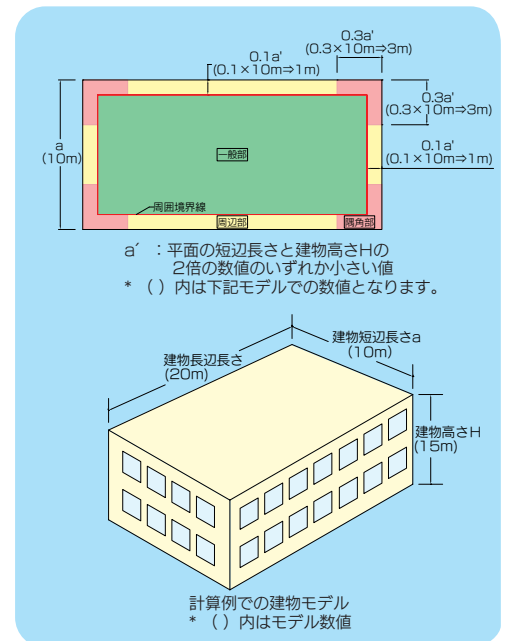 0.1a'
(0.1×10m⇒1m)
0.3a'
(0.3×10m⇒3m)
a
(10m)
0.3a'
(0.3×10m⇒3m)
0.1a'
(0.1×10m⇒1m)
一般部
周囲境界線
周辺部
隅角部
a´ :平面の短辺長さと建物高さHの
2倍の数値のいずれか小さい値
* ( )内は下記モデルでの数値となります。
建物長辺長さ
(20m)
建物短辺長さa
(10m)
建物高さH
(15m)
計算例での建物モデル
* ( )内はモデル数値